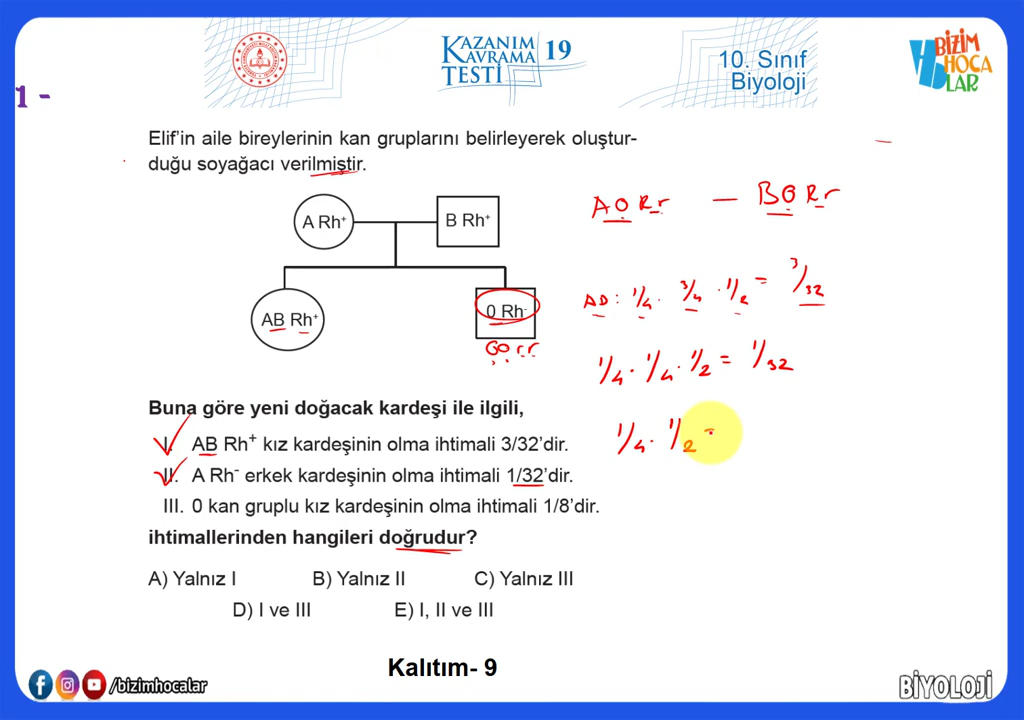 KAZANIM
KAVRAMA
TESTİ
19
10. Sınıf
Biyoloji
BİZİM
HOCA
LAR
1 -
Elif'in aile bireylerinin kan gruplarını belirleyerek oluştur-
duğu soyağacı verilmiştir.
A Rh⁺
B Rh⁺
AB Rh⁺
0 Rh⁻
00rr
A0Rr — B0Rr
AB: 1/4 · 3/4 · 1/2 = 3/32
1/4 · 1/4 · 1/2 = 1/32
1/4 · 1/2 =
Buna göre yeni doğacak kardeşi ile ilgili,
I. AB Rh⁺ kız kardeşinin olma ihtimali 3/32'dir.
II. A Rh⁻ erkek kardeşinin olma ihtimali 1/32'dir.
III. 0 kan gruplu kız kardeşinin olma ihtimali 1/8'dir.
ihtimallerinden hangileri doğrudur?
A) Yalnız I B) Yalnız II C) Yalnız III
D) I ve III E) I, II ve III
Kalıtım- 9
/bizimhocalar
BİYOLOJİ